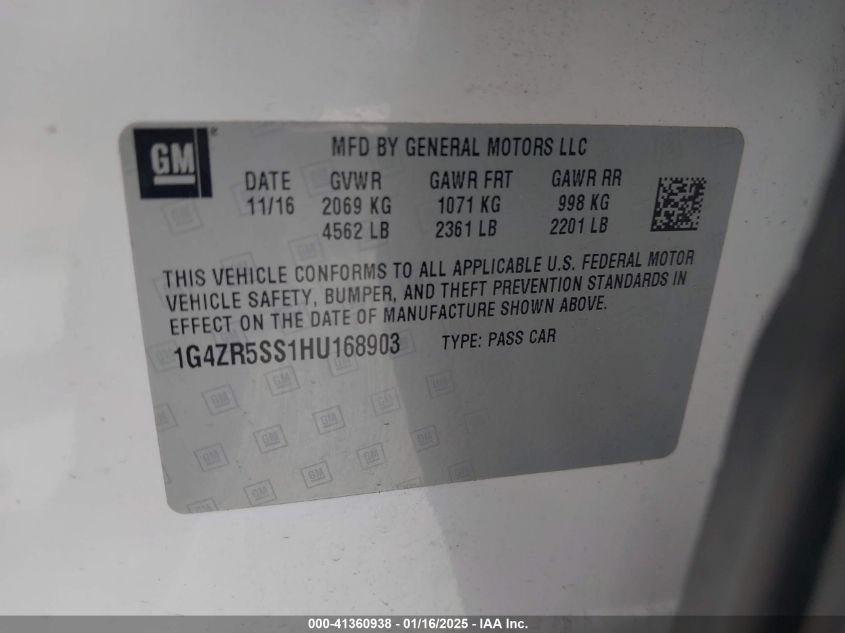 GM ® MFD BY GENERAL MOTORS LLC
DATE GVWR GAWR FRT GAWR RR
11/16 2069 KG 1071 KG 998 KG
4562 LB 2361 LB 2201 LB
THIS VEHICLE CONFORMS TO ALL APPLICABLE U.S. FEDERAL MOTOR
VEHICLE SAFETY, BUMPER, AND THEFT PREVENTION STANDARDS IN
EFFECT ON THE DATE OF MANUFACTURE SHOWN ABOVE.
1G4ZR5SS1HU168903 TYPE: PASS CAR
000-41360938 - 01/16/2025 - IAA Inc.